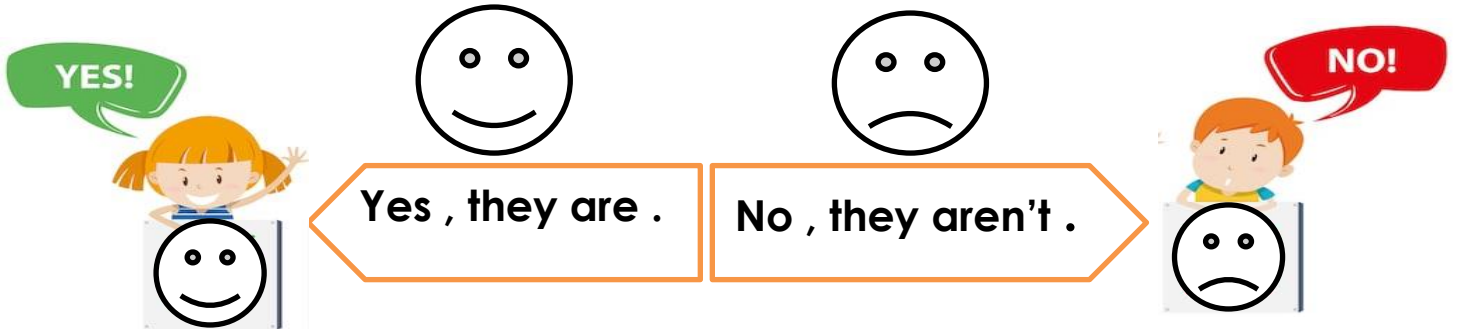 YES!
NO!
Yes , they are .
No , they aren’t .